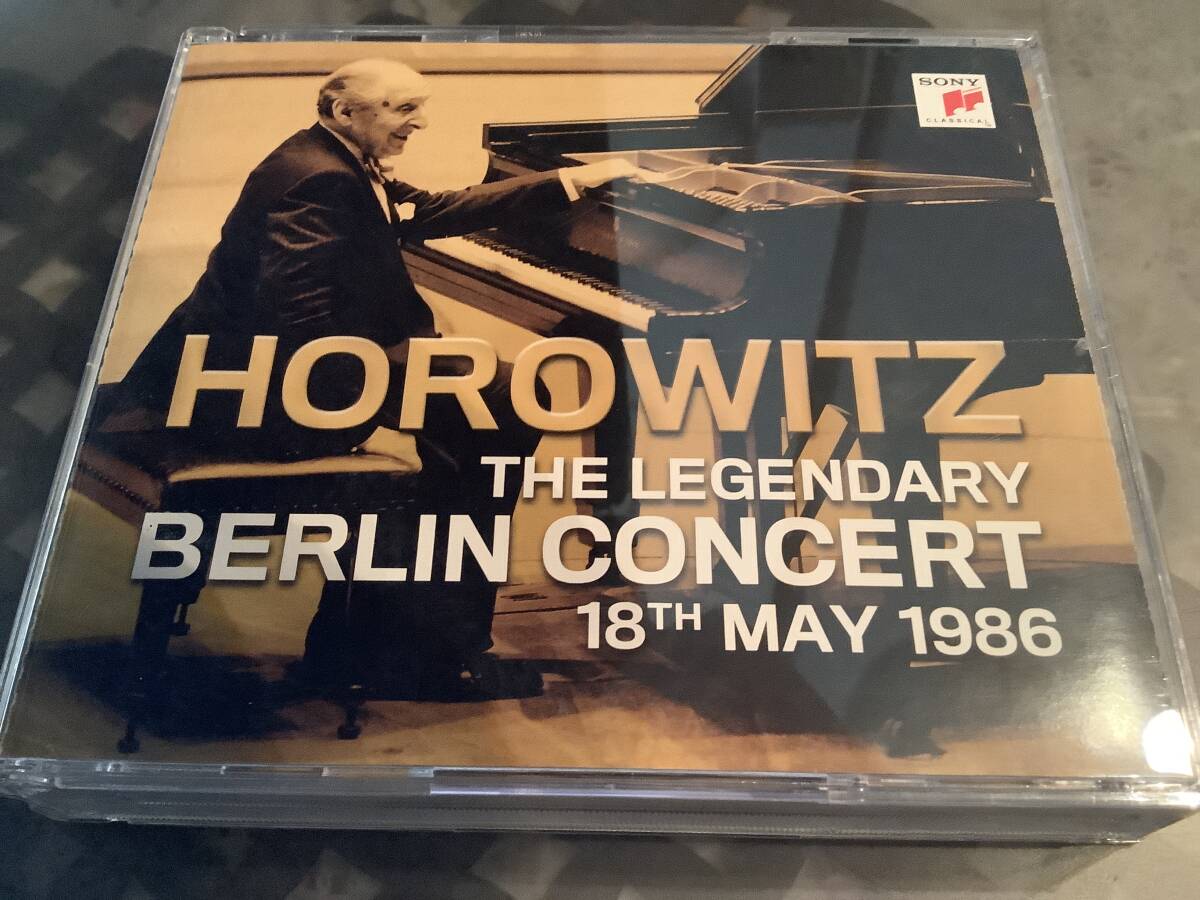 SONY
CLASSICAL
HOROWITZ
THE LEGENDARY
BERLIN CONCERT
18TH MAY 1986